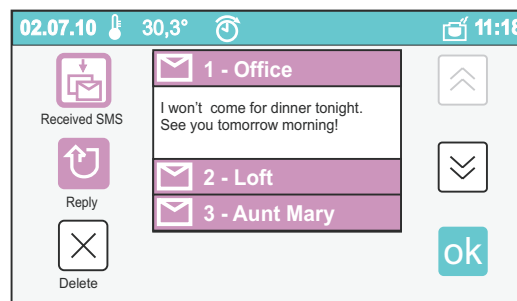 02.07.10 30,3° 11:18
Received SMS
Reply
Delete
1 - Office
I won't come for dinner tonight.
See you tomorrow morning!
2 - Loft
3 - Aunt Mary
ok